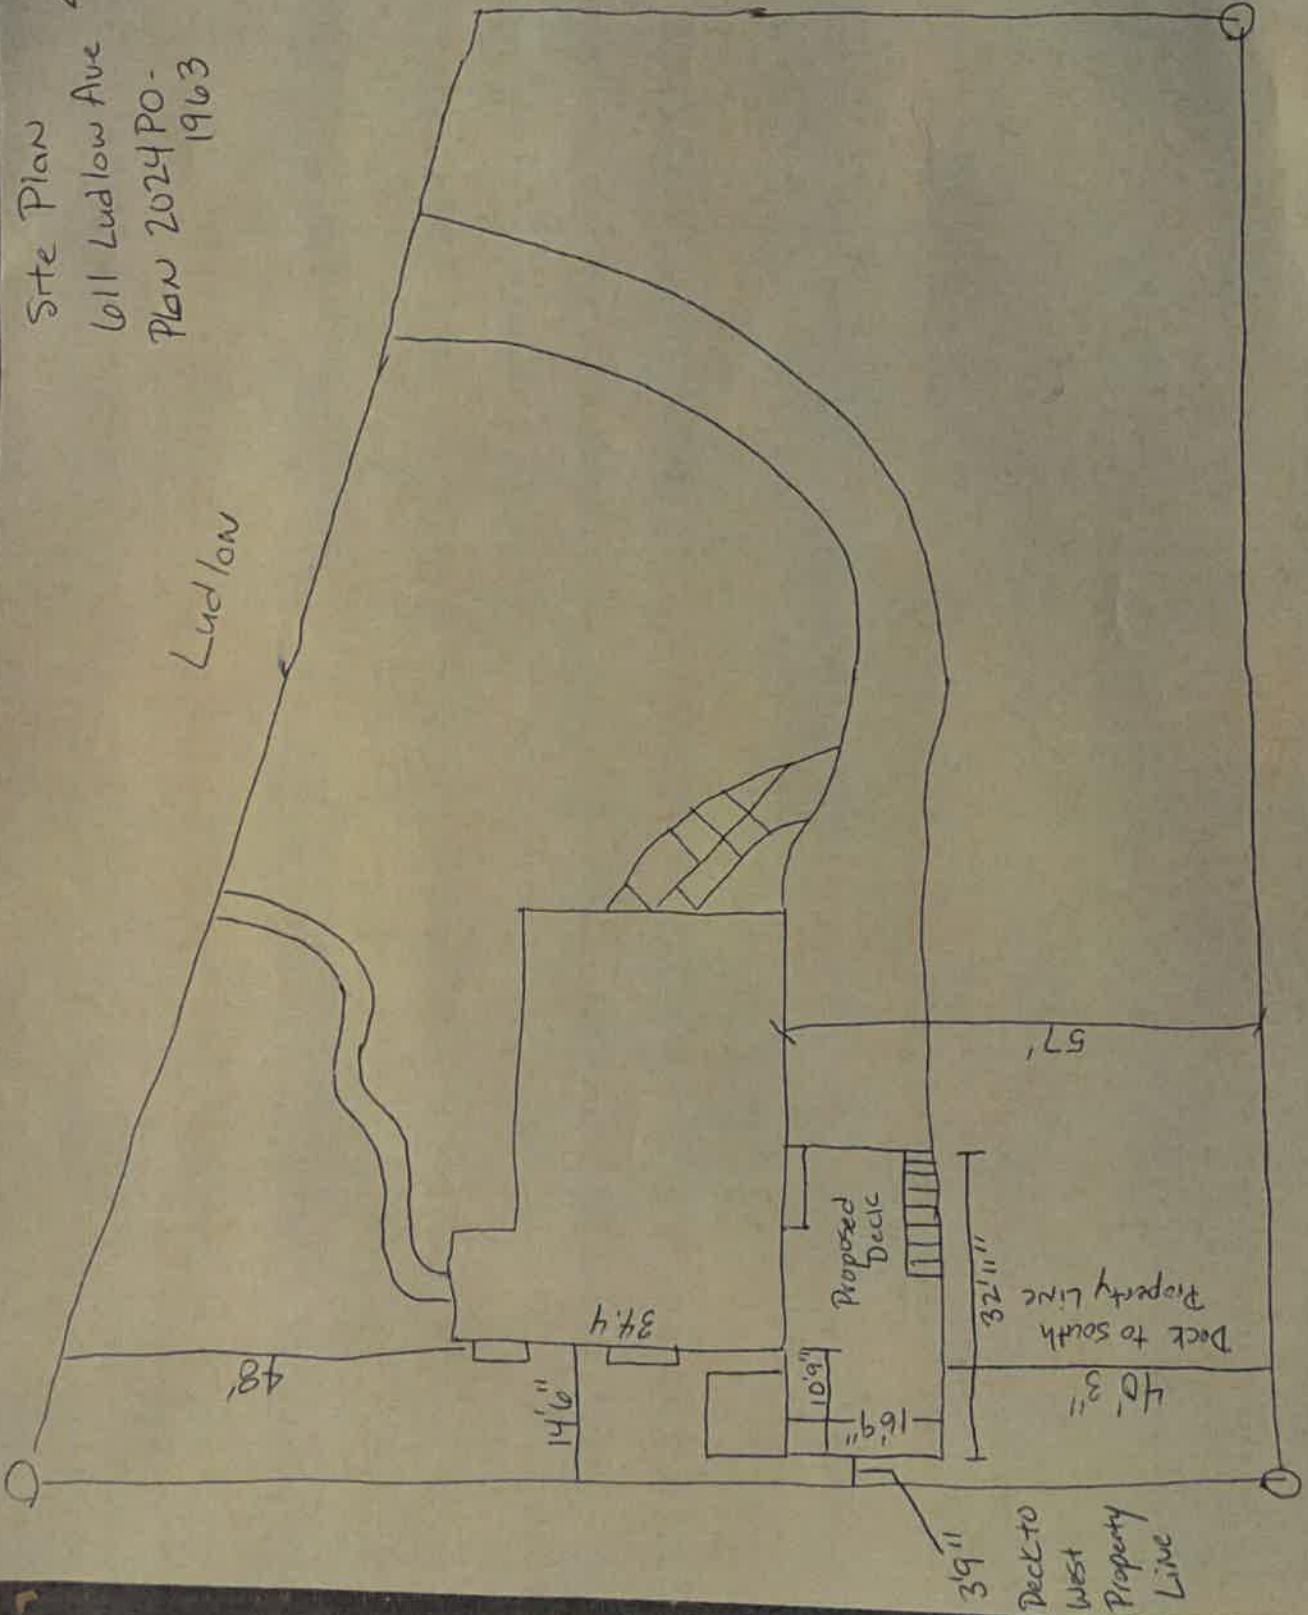 Site Plan
611 Ludlow Ave
Plan 2024P0-
1963
Ludlow
48'
34.4
14'6"
10'9"
16'9"
Proposed
Deck
57'
32'11"
Deck to south
Property Line
40' 3"
3'9"
Deck to
West
Property
Line